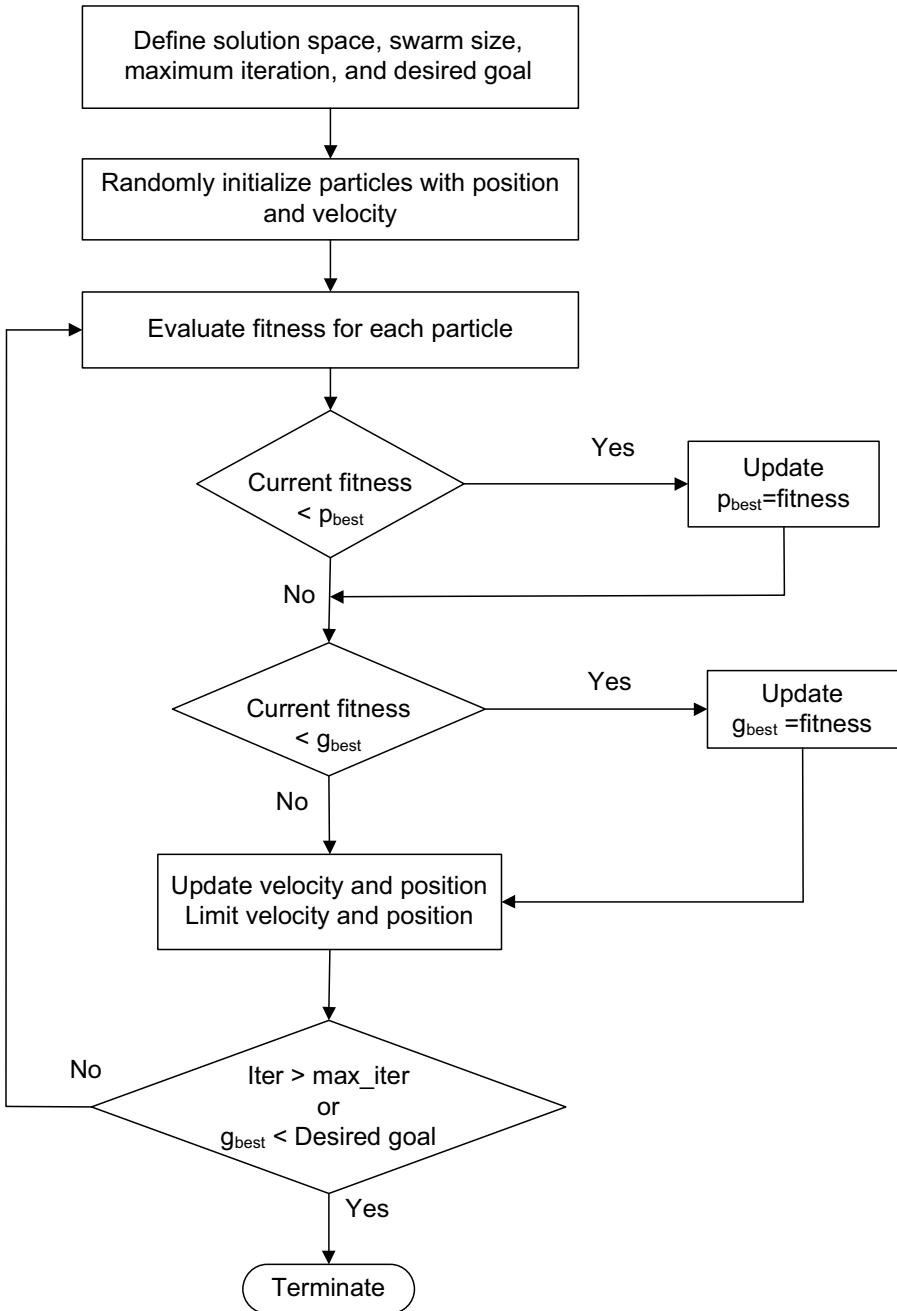 Define solution space, swarm size,
maximum iteration, and desired goal
Randomly initialize particles with position
and velocity
Evaluate fitness for each particle
Current fitness
< pbest
Yes
Update
pbest=fitness
No
Current fitness
< gbest
Yes
Update
gbest =fitness
No
Update velocity and position
Limit velocity and position
Iter > max_iter
or
gbest < Desired goal
No
Yes
Terminate